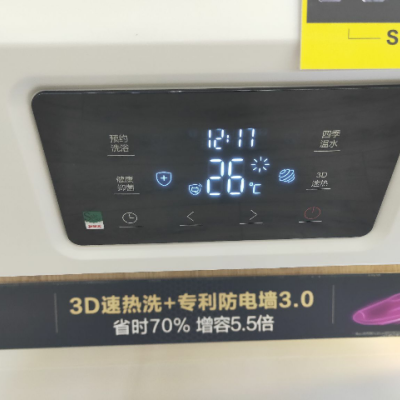 S
预约
洗浴
12:17
四季
温水
健康
抑菌
26℃
3D
速热
3D速热洗+专利防电墙3.0
省时70% 增容5.5倍